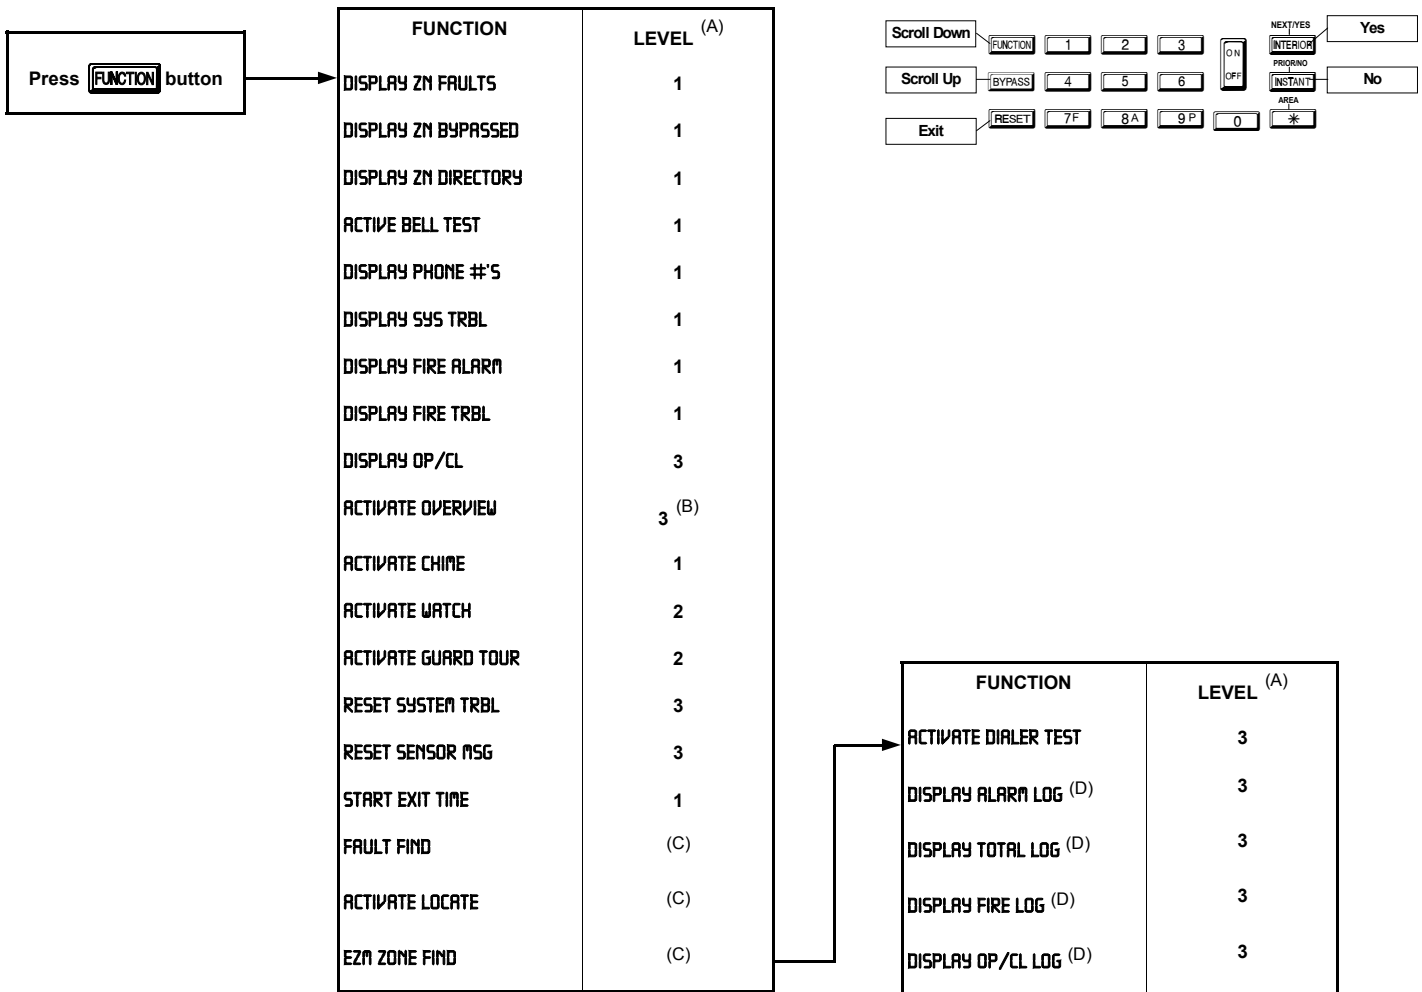 Press FUNCTION button
FUNCTION LEVEL (A)
DISPLAY ZN FAULTS 1
DISPLAY ZN BYPASSED 1
DISPLAY ZN DIRECTORY 1
ACTIVE BELL TEST 1
DISPLAY PHONE #'S 1
DISPLAY SYS TRBL 1
DISPLAY FIRE ALARM 1
DISPLAY FIRE TRBL 1
DISPLAY OP/CL 3
ACTIVATE OVERVIEW 3 (B)
ACTIVATE CHIME 1
ACTIVATE WATCH 2
ACTIVATE GUARD TOUR 2
RESET SYSTEM TRBL 3
RESET SENSOR MSG 3
START EXIT TIME 1
FAULT FIND (C)
ACTIVATE LOCATE (C)
EZM ZONE FIND (C)
Scroll Down FUNCTION 1 2 3 ON NEXT/YES INTERIOR Yes
Scroll Up BYPASS 4 5 6 OFF PRIOR/NO INSTANT No
Exit RESET 7F 8A 9P 0 AREA *
FUNCTION LEVEL (A)
ACTIVATE DIALER TEST 3
DISPLAY ALARM LOG (D) 3
DISPLAY TOTAL LOG (D) 3
DISPLAY FIRE LOG (D) 3
DISPLAY OP/CL LOG (D) 3